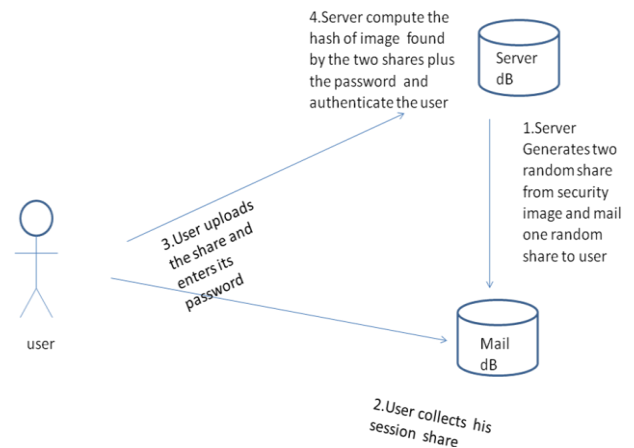 4.Server compute the
hash of image found
by the two shares plus
the password and
authenticate the user
Server
dB
1.Server
Generates two
random share
from security
image and mail
one random
share to user
3.User uploads
the share and
enters its
password
user
Mail
dB
2.User collects his
session share